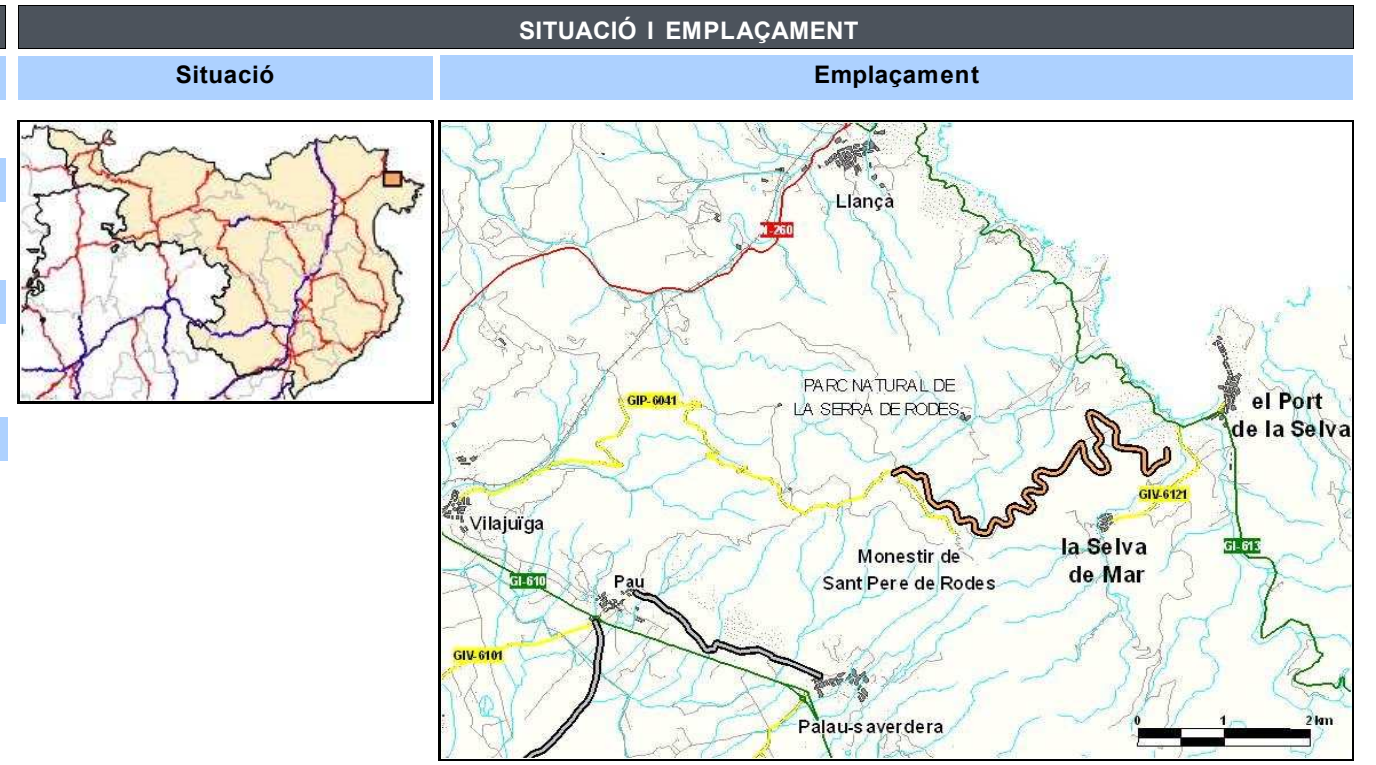 SITUACIÓ I EMPLAÇAMENT
Situació
Emplaçament
Llançà
N-260
PARC NATURAL DE
LA SERRA DE RODES
GIP-6041
el Port
de la Selva
GIV-6121
Vilajuïga
la Selva
de Mar
GI-613
Monestir de
Sant Pere de Rodes
GI-610
Pau
GIV-6101
Palau-saverdera
0 1 2 km